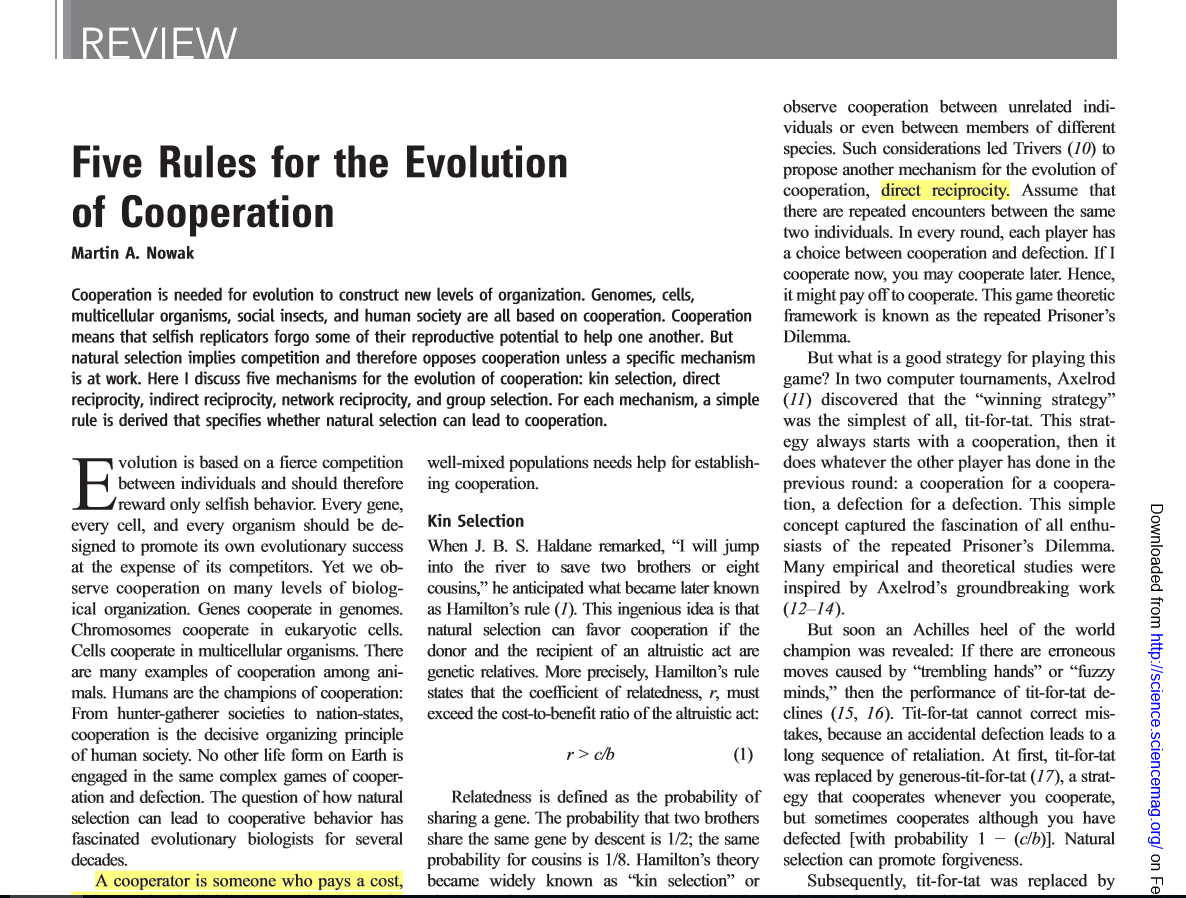 REVIEW
Five Rules for the Evolution
of Cooperation
Martin A. Nowak
Cooperation is needed for evolution to construct new levels of organization. Genomes, cells,
multicellular organisms, social insects, and human society are all based on cooperation. Cooperation
means that selfish replicators forgo some of their reproductive potential to help one another. But
natural selection implies competition and therefore opposes cooperation unless a specific mechanism
is at work. Here I discuss five mechanisms for the evolution of cooperation: kin selection, direct
reciprocity, indirect reciprocity, network reciprocity, and group selection. For each mechanism, a simple
rule is derived that specifies whether natural selection can lead to cooperation.
Evolution is based on a fierce competition
between individuals and should therefore
reward only selfish behavior. Every gene,
every cell, and every organism should be de-
signed to promote its own evolutionary success
at the expense of its competitors. Yet we ob-
serve cooperation on many levels of biolog-
ical organization. Genes cooperate in genomes.
Chromosomes cooperate in eukaryotic cells.
Cells cooperate in multicellular organisms. There
are many examples of cooperation among ani-
mals. Humans are the champions of cooperation:
From hunter-gatherer societies to nation-states,
cooperation is the decisive organizing principle
of human society. No other life form on Earth is
engaged in the same complex games of cooper-
ation and defection. The question of how natural
selection can lead to cooperative behavior has
fascinated evolutionary biologists for several
decades.
A cooperator is someone who pays a cost,
well-mixed populations needs help for establish-
ing cooperation.
Kin Selection
When J. B. S. Haldane remarked, “I will jump
into the river to save two brothers or eight
cousins,” he anticipated what became later known
as Hamilton’s rule (1). This ingenious idea is that
natural selection can favor cooperation if the
donor and the recipient of an altruistic act are
genetic relatives. More precisely, Hamilton’s rule
states that the coefficient of relatedness, r, must
exceed the cost-to-benefit ratio of the altruistic act:
r > c/b (1)
Relatedness is defined as the probability of
sharing a gene. The probability that two brothers
share the same gene by descent is 1/2; the same
probability for cousins is 1/8. Hamilton’s theory
became widely known as “kin selection” or
observe cooperation between unrelated indi-
viduals or even between members of different
species. Such considerations led Trivers (10) to
propose another mechanism for the evolution of
cooperation, direct reciprocity. Assume that
there are repeated encounters between the same
two individuals. In every round, each player has
a choice between cooperation and defection. If I
cooperate now, you may cooperate later. Hence,
it might pay off to cooperate. This game theoretic
framework is known as the repeated Prisoner’s
Dilemma.
But what is a good strategy for playing this
game? In two computer tournaments, Axelrod
(11) discovered that the “winning strategy”
was the simplest of all, tit-for-tat. This strat-
egy always starts with a cooperation, then it
does whatever the other player has done in the
previous round: a cooperation for a coopera-
tion, a defection for a defection. This simple
concept captured the fascination of all enthu-
siasts of the repeated Prisoner’s Dilemma.
Many empirical and theoretical studies were
inspired by Axelrod’s groundbreaking work
(12–14).
But soon an Achilles heel of the world
champion was revealed: If there are erroneous
moves caused by “trembling hands” or “fuzzy
minds,” then the performance of tit-for-tat de-
clines (15, 16). Tit-for-tat cannot correct mis-
takes, because an accidental defection leads to a
long sequence of retaliation. At first, tit-for-tat
was replaced by generous-tit-for-tat (17), a strat-
egy that cooperates whenever you cooperate,
but sometimes cooperates although you have
defected [with probability 1 − (c/b)]. Natural
selection can promote forgiveness.
Subsequently, tit-for-tat was replaced by
Downloaded from http://science.sciencemag.org/ on Fe